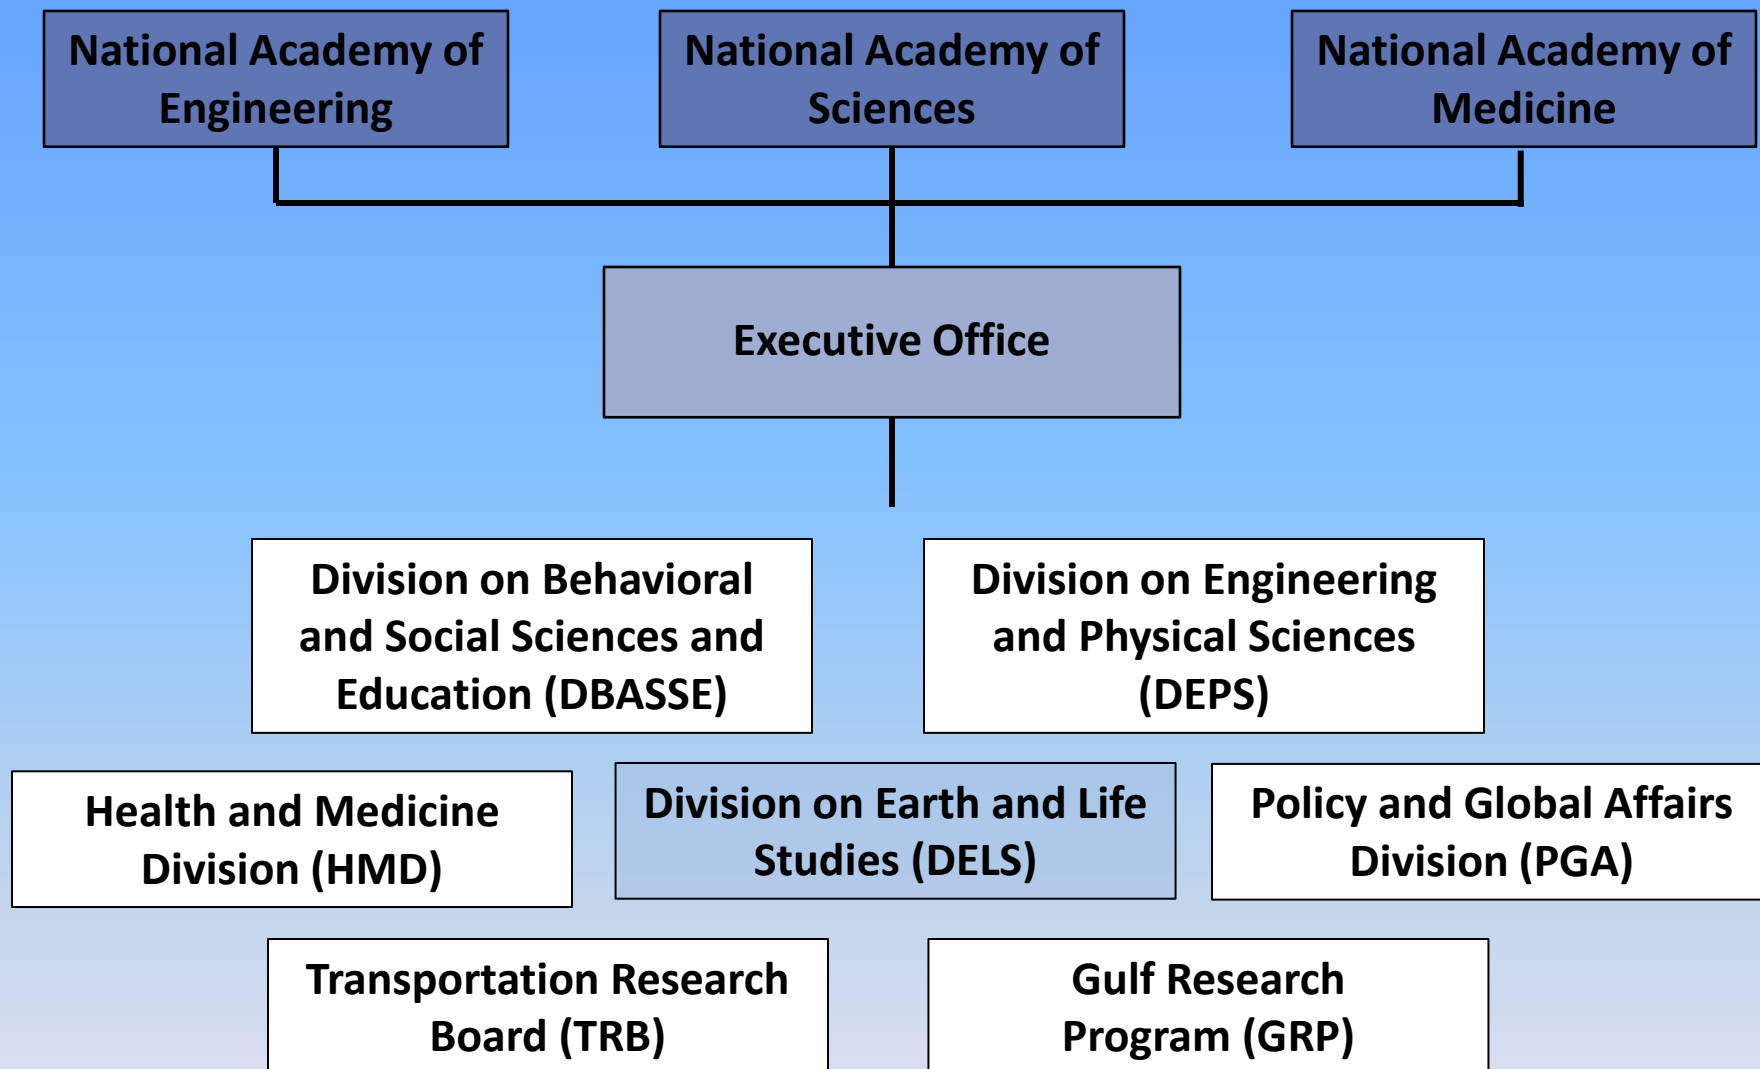 National Academy of
Engineering
National Academy of
Sciences
National Academy of
Medicine
Executive Office
Division on Behavioral
and Social Sciences and
Education (DBASSE)
Division on Engineering
and Physical Sciences
(DEPS)
Health and Medicine
Division (HMD)
Division on Earth and Life
Studies (DELS)
Policy and Global Affairs
Division (PGA)
Transportation Research
Board (TRB)
Gulf Research
Program (GRP)